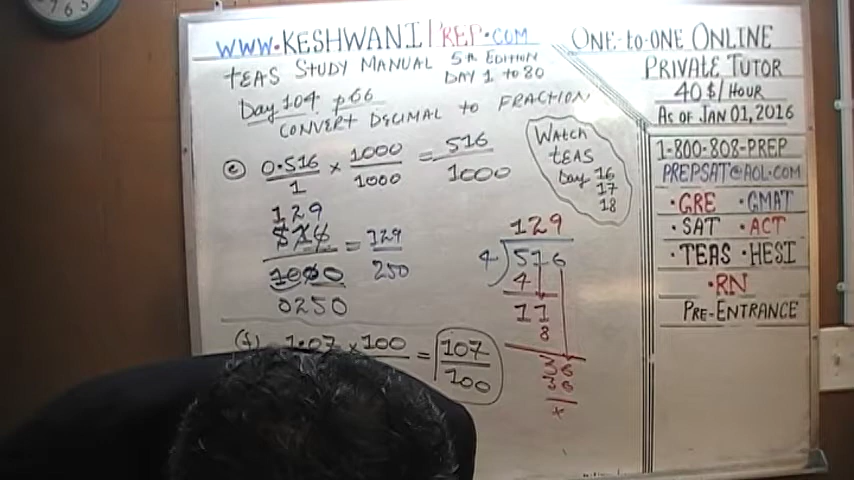 www.KESHWANIPREP.COM
TEAS STUDY MANUAL 5th EDITION
DAY 1 TO 80
Day 104 p66
CONVERT DECIMAL TO FRACTION
e 0.516/1 × 1000/1000 = 516/1000
129
516/1000 = 129/250
0250
(f) 1.07 × 100 = 107/100
Watch
TEAS
Day 16
17
18
129
4)516
4
11
8
36
36
×
ONE-to-ONE ONLINE
PRIVATE TUTOR
40$/HOUR
AS OF JAN 01, 2016
1-800-808-PREP
PREPSAT@AOL.COM
•GRE •GMAT
•SAT •ACT
•TEAS •HESI
•RN
PRE-ENTRANCE